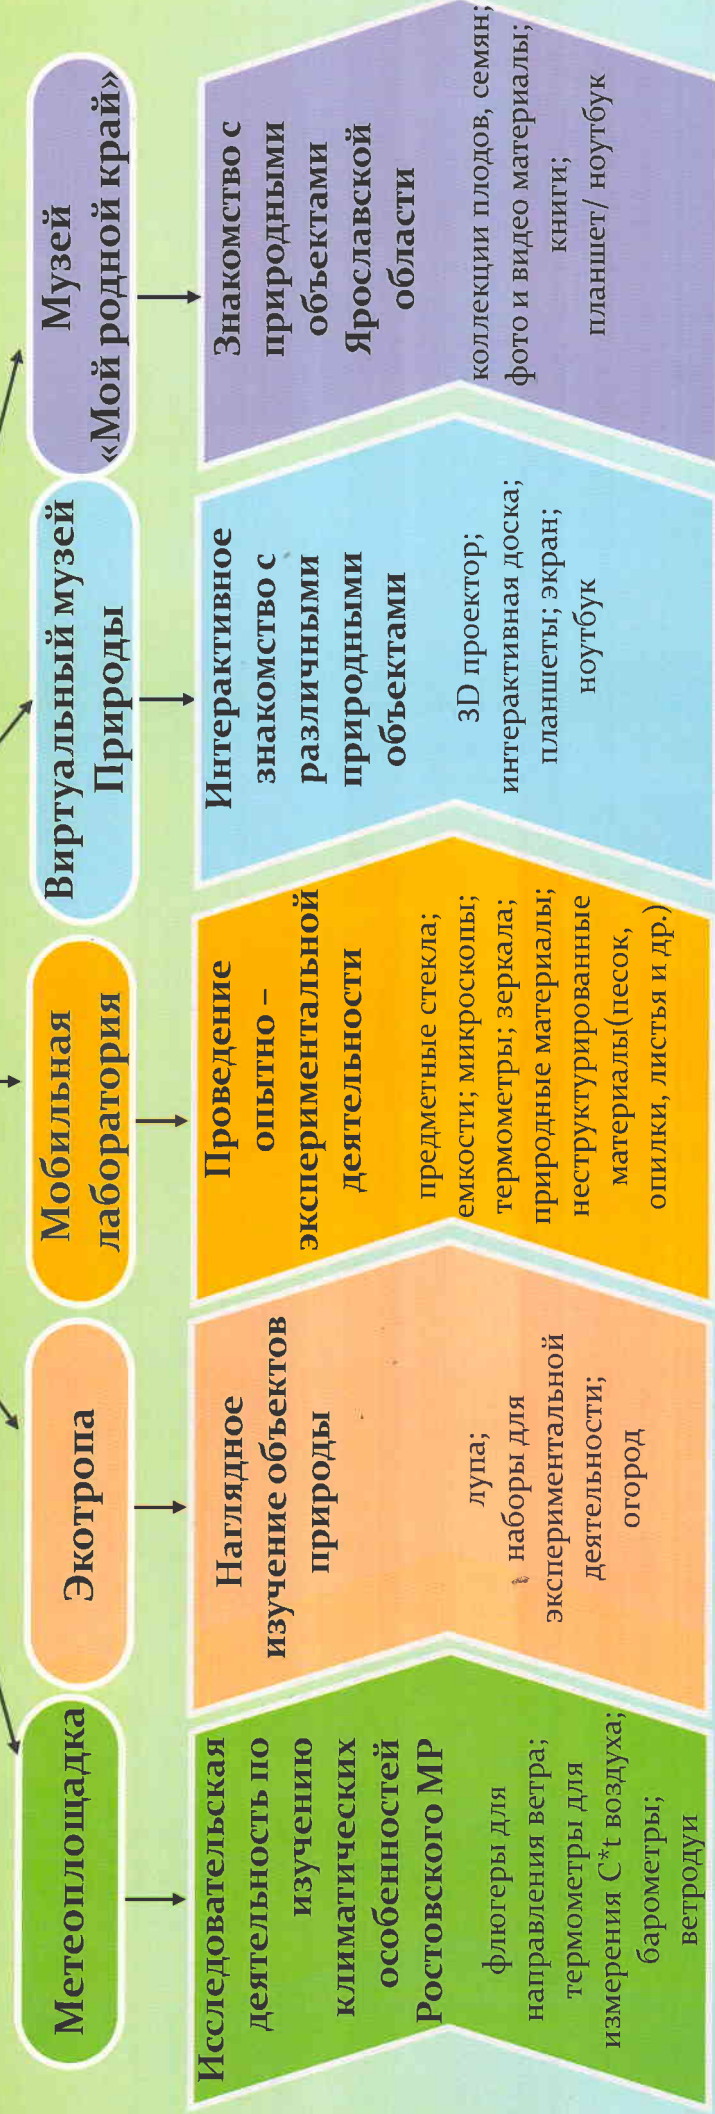 Метеоплощадка
Исследовательская
деятельность по
изучению
климатических
особенностей
Ростовского МР
флюгеры для
направления ветра;
термометры для
измерения С*t воздуха;
барометры;
ветродуи
Экотропа
Наглядное
изучение объектов
природы
лупа;
наборы для
экспериментальной
деятельности;
огород
Мобильная
лаборатория
Проведение
опытно –
экспериментальной
деятельности
предметные стекла;
емкости; микроскопы;
термометры; зеркала;
природные материалы;
неструктурированные
материалы(песок,
опилки, листья и др.)
Виртуальный музей
Природы
Интерактивное
знакомство с
различными
природными
объектами
3D проектор;
интерактивная доска;
планшеты; экран;
ноутбук
Музей
«Мой родной край»
Знакомство с
природными
объектами
Ярославской
области
коллекции плодов, семян;
фото и видео материалы;
книги;
планшет/ ноутбук